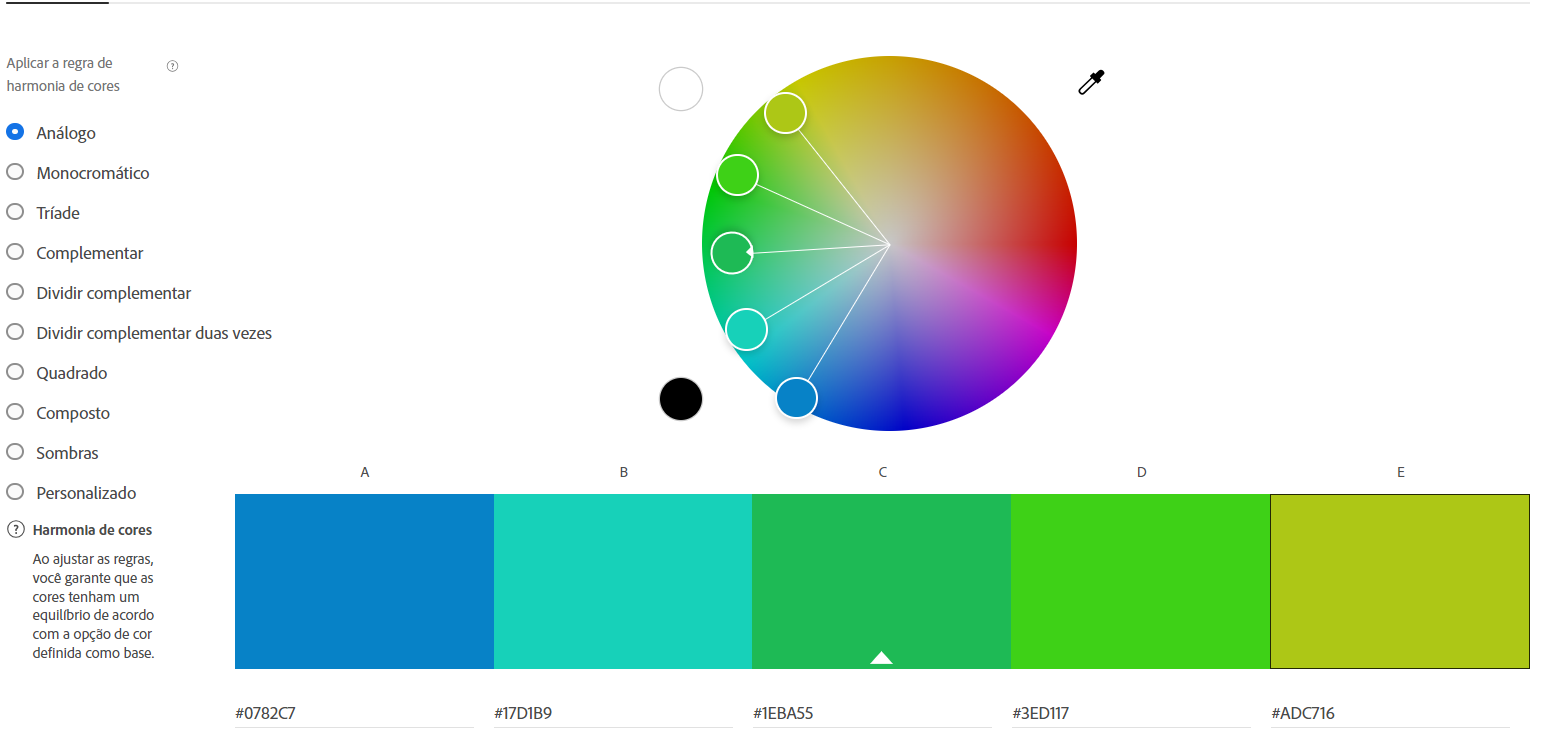 Aplicar a regra de
harmonia de cores
?
Análogo
Monocromático
Tríade
Complementar
Dividir complementar
Dividir complementar duas vezes
Quadrado
Composto
Sombras
Personalizado
? Harmonia de cores
Ao ajustar as regras,
você garante que as
cores tenham um
equilíbrio de acordo
com a opção de cor
definida como base.
A B C D E
#0782C7 #17D1B9 #1EBA55 #3ED117 #ADC716